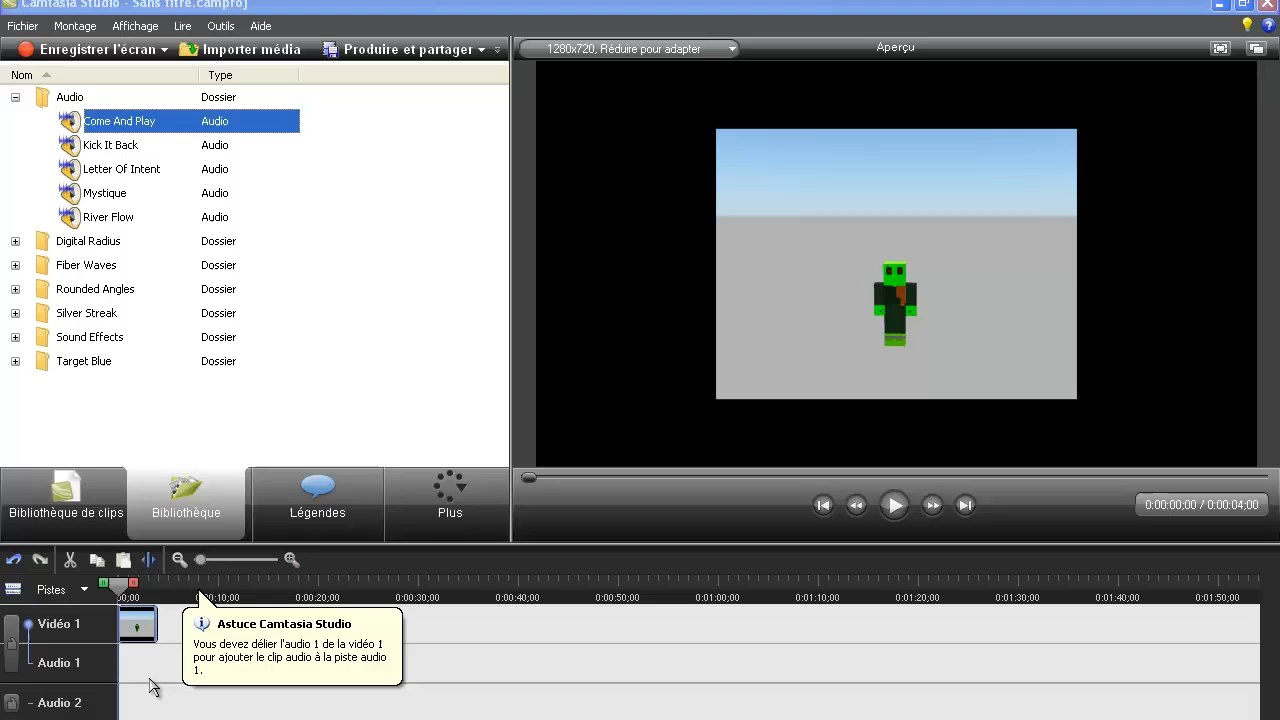 Camtasia Studio - Sans titre.camproj
Fichier Montage Affichage Lire Outils Aide
Enregistrer l'écran Importer média Produire et partager
1280x720, Réduire pour adapter
Aperçu
Nom Type
Audio Dossier
Come And Play Audio
Kick It Back Audio
Letter Of Intent Audio
Mystique Audio
River Flow Audio
Digital Radius Dossier
Fiber Waves Dossier
Rounded Angles Dossier
Silver Streak Dossier
Sound Effects Dossier
Target Blue Dossier
Bibliothèque de clips Bibliothèque Légendes Plus
0:00:00;00 / 0:00:04;00
Pistes
00:00 0:00:10;00 0:00:20;00 0:00:30;00 0:00:40;00 0:00:50;00 0:01:00;00 0:01:10;00 0:01:20;00 0:01:30;00 0:01:40;00 0:01:50;00
Vidéo 1
Astuce Camtasia Studio
Vous devez délier l'audio 1 de la vidéo 1
pour ajouter le clip audio à la piste audio
1.
Audio 1
Audio 2